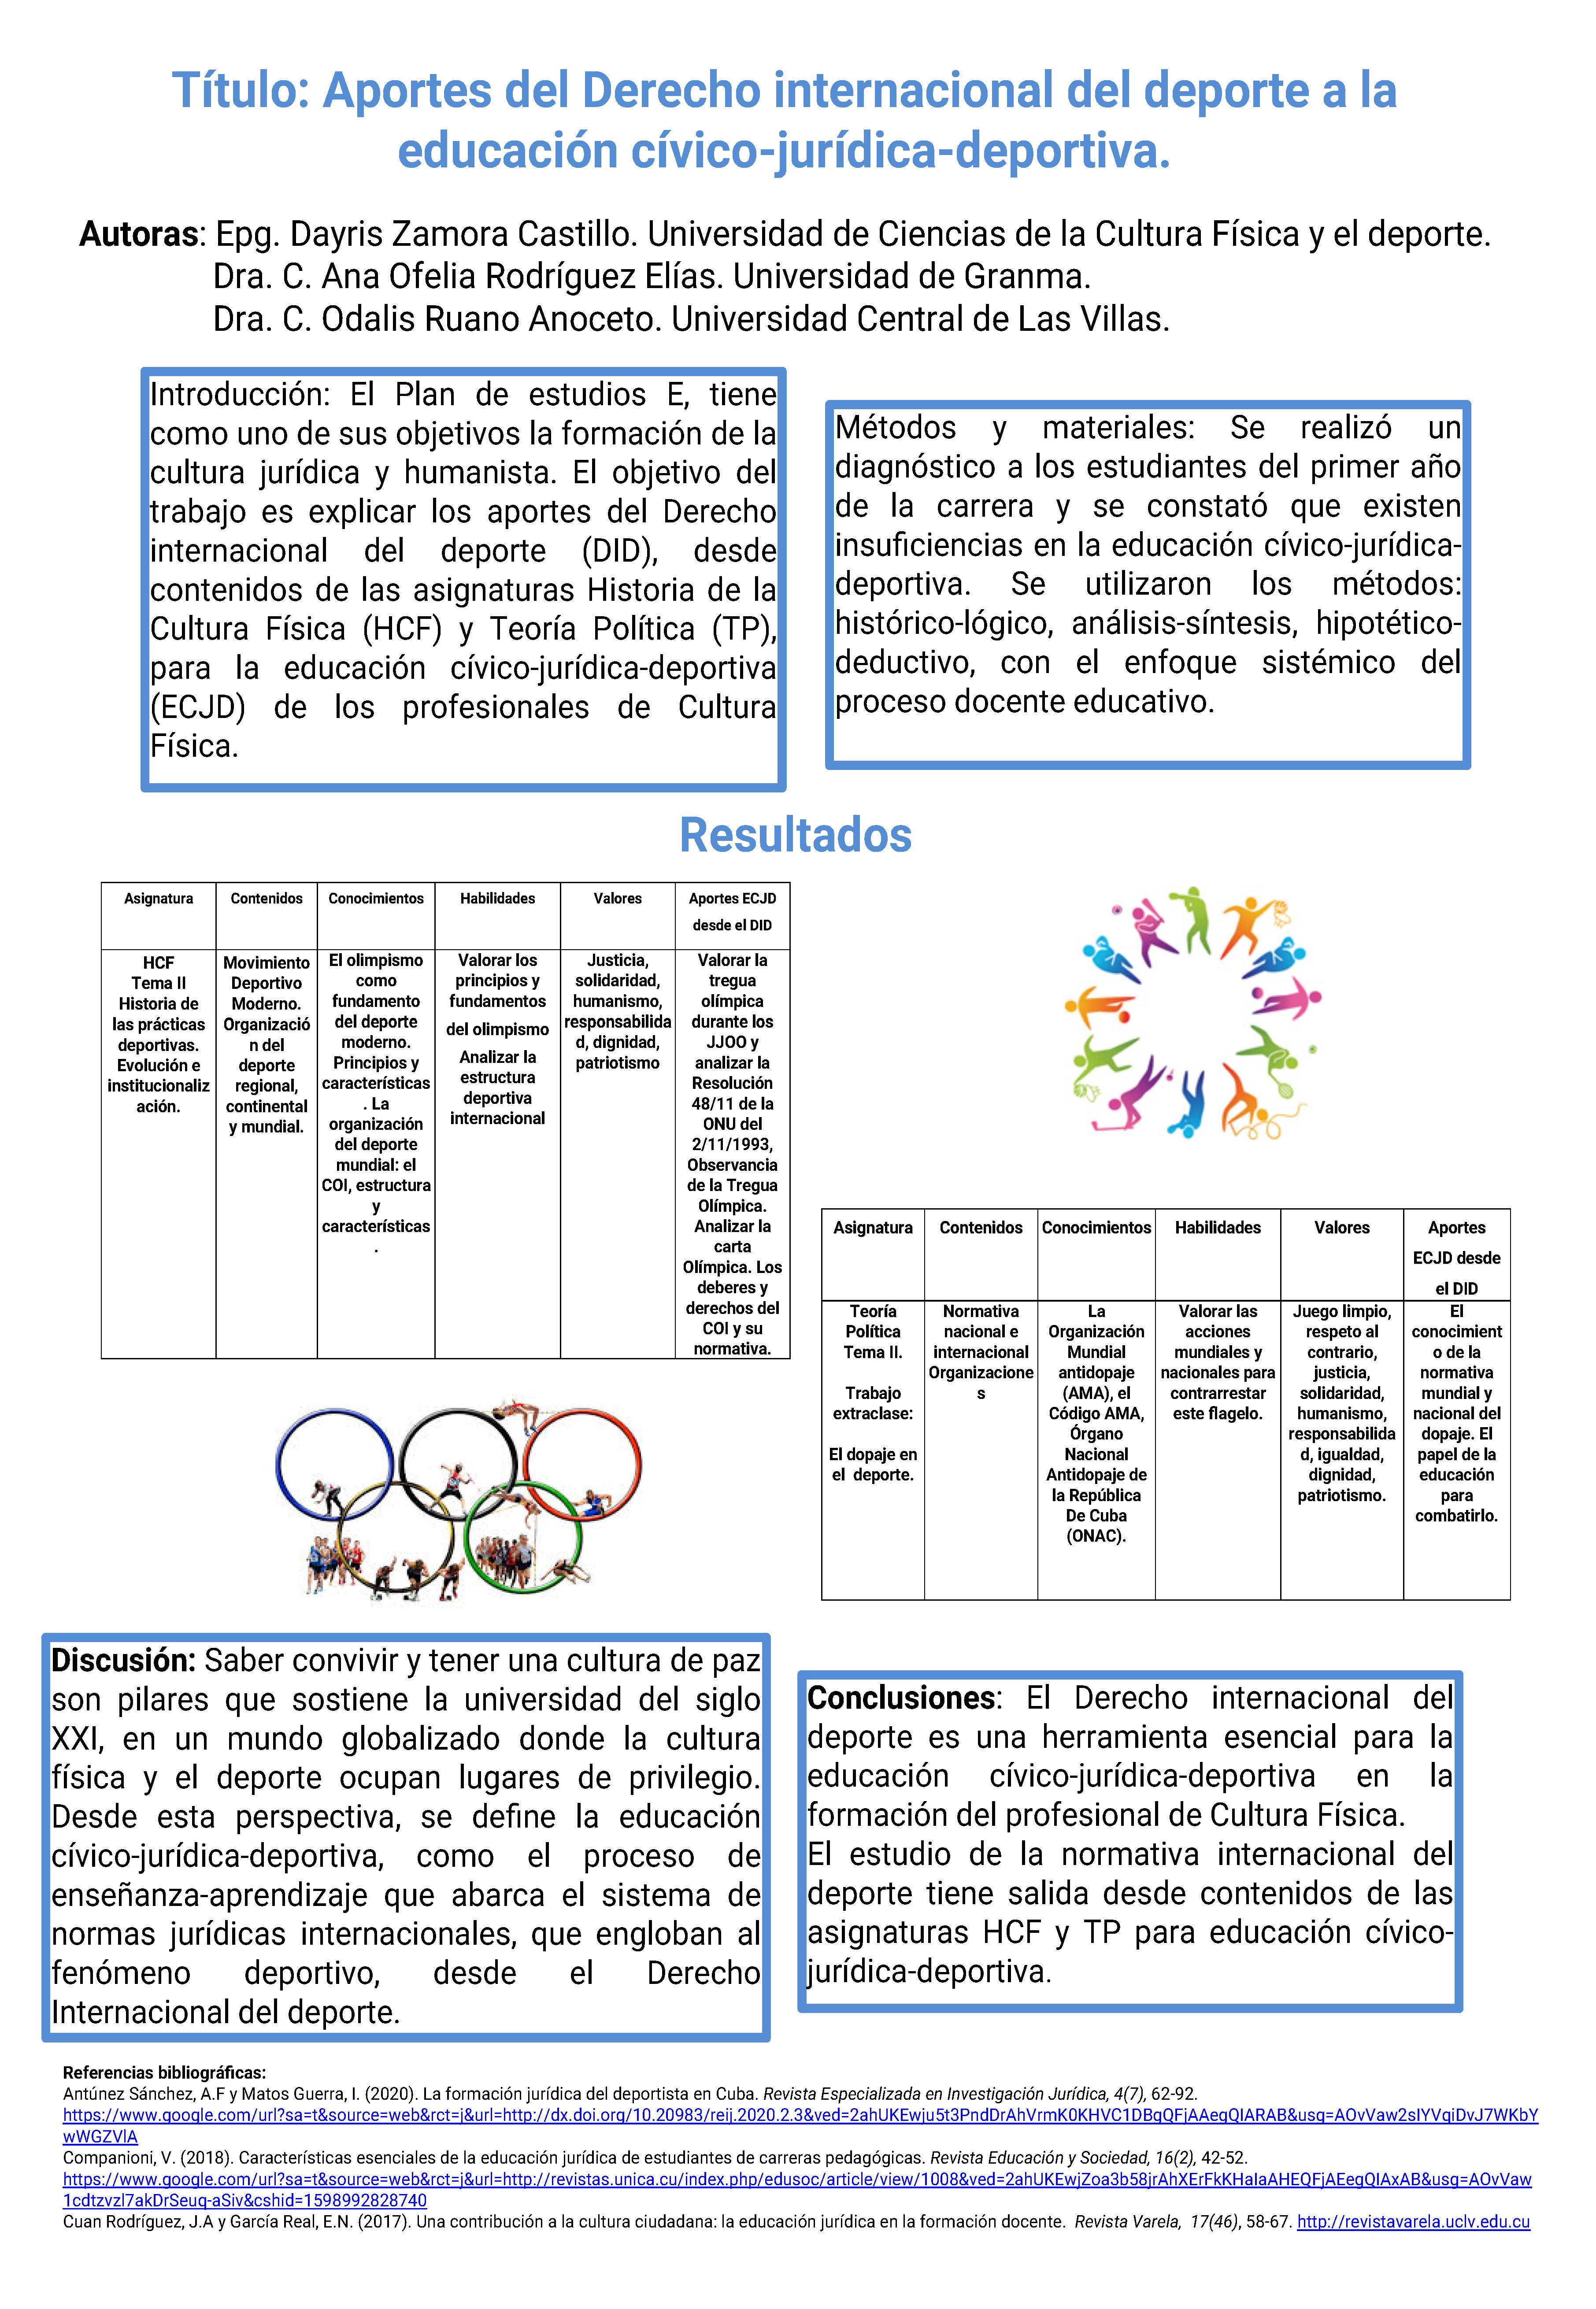 Título: Aportes del Derecho internacional del deporte a la
educación cívico-jurídica-deportiva.
Autoras: Epg. Dayris Zamora Castillo. Universidad de Ciencias de la Cultura Física y el deporte.
Dra. C. Ana Ofelia Rodríguez Elías. Universidad de Granma.
Dra. C. Odalis Ruano Anoceto. Universidad Central de Las Villas.
Introducción: El Plan de estudios E, tiene
como uno de sus objetivos la formación de la
cultura jurídica y humanista. El objetivo del
trabajo es explicar los aportes del Derecho
internacional del deporte (DID), desde
contenidos de las asignaturas Historia de la
Cultura Física (HCF) y Teoría Política (TP),
para la educación cívico-jurídica-deportiva
(ECJD) de los profesionales de Cultura
Física.
Métodos y materiales: Se realizó un
diagnóstico a los estudiantes del primer año
de la carrera y se constató que existen
insuficiencias en la educación cívico-jurídica-
deportiva. Se utilizaron los métodos:
histórico-lógico, análisis-síntesis, hipotético-
deductivo, con el enfoque sistémico del
proceso docente educativo.
Resultados
Asignatura
Contenidos
Conocimientos
Habilidades
Valores
Aportes ECJD
desde el DID
HCF
Tema II
Historia de
las prácticas
deportivas.
Evolución e
institucionaliz
ación.
Movimiento
Deportivo
Moderno.
Organizació
n del
deporte
regional,
continental
y mundial.
El olimpismo
como
fundamento
del deporte
moderno.
Principios y
características
. La
organización
del deporte
mundial: el
COI, estructura
y
características
.
Valorar los
principios y
fundamentos
del olimpismo
Analizar la
estructura
deportiva
internacional
Justicia,
solidaridad,
humanismo,
responsabilida
d, dignidad,
patriotismo
Valorar la
tregua
olímpica
durante los
JJOO y
analizar la
Resolución
48/11 de la
ONU del
2/11/1993,
Observancia
de la Tregua
Olímpica.
Analizar la
carta
Olímpica. Los
deberes y
derechos del
COI y su
normativa.
Asignatura
Contenidos
Conocimientos
Habilidades
Valores
Aportes
ECJD desde
el DID
Teoría
Política
Tema II.
Trabajo
extraclase:
El dopaje en
el deporte.
Normativa
nacional e
internacional
Organizacione
s
La
Organización
Mundial
antidopaje
(AMA), el
Código AMA,
Órgano
Nacional
Antidopaje de
la República
De Cuba
(ONAC).
Valorar las
acciones
mundiales y
nacionales para
contrarrestar
este flagelo.
Juego limpio,
respeto al
contrario,
justicia,
solidaridad,
humanismo,
responsabilida
d, igualdad,
dignidad,
patriotismo.
El
conocimient
o de la
normativa
mundial y
nacional del
dopaje. El
papel de la
educación
para
combatirlo.
Discusión: Saber convivir y tener una cultura de paz
son pilares que sostiene la universidad del siglo
XXI, en un mundo globalizado donde la cultura
física y el deporte ocupan lugares de privilegio.
Desde esta perspectiva, se define la educación
cívico-jurídica-deportiva, como el proceso de
enseñanza-aprendizaje que abarca el sistema de
normas jurídicas internacionales, que engloban al
fenómeno deportivo, desde el Derecho
Internacional del deporte.
Conclusiones: El Derecho internacional del
deporte es una herramienta esencial para la
educación cívico-jurídica-deportiva en la
formación del profesional de Cultura Física.
El estudio de la normativa internacional del
deporte tiene salida desde contenidos de las
asignaturas HCF y TP para educación cívico-
jurídica-deportiva.
Referencias bibliográficas:
Antúnez Sánchez, A.F y Matos Guerra, I. (2020). La formación jurídica del deportista en Cuba. Revista Especializada en Investigación Jurídica, 4(7), 62-92.
https://www.google.com/url?sa=t&source=web&rct=j&url=http://dx.doi.org/10.20983/reij.2020.2.3&ved=2ahUKEwju5t3PndDrAhVrmK0KHVC1DBgQFjAAegQIARAB&usg=AOvVaw2sIYVqiDvJ7WKbY
wWGZVlA
Companioni, V. (2018). Características esenciales de la educación jurídica de estudiantes de carreras pedagógicas. Revista Educación y Sociedad, 16(2), 42-52.
https://www.google.com/url?sa=t&source=web&rct=j&url=http://revistas.unica.cu/index.php/edusoc/article/view/1008&ved=2ahUKEwjZoa3b58jrAhXErFkKHaIaAHEQFjAEegQIAxAB&usg=AOvVaw
1cdtzvzl7akDrSeuq-aSiv&cshid=1598992828740
Cuan Rodríguez, J.A y García Real, E.N. (2017). Una contribución a la cultura ciudadana: la educación jurídica en la formación docente. Revista Varela, 17(46), 58-67. http://revistavarela.uclv.edu.cu